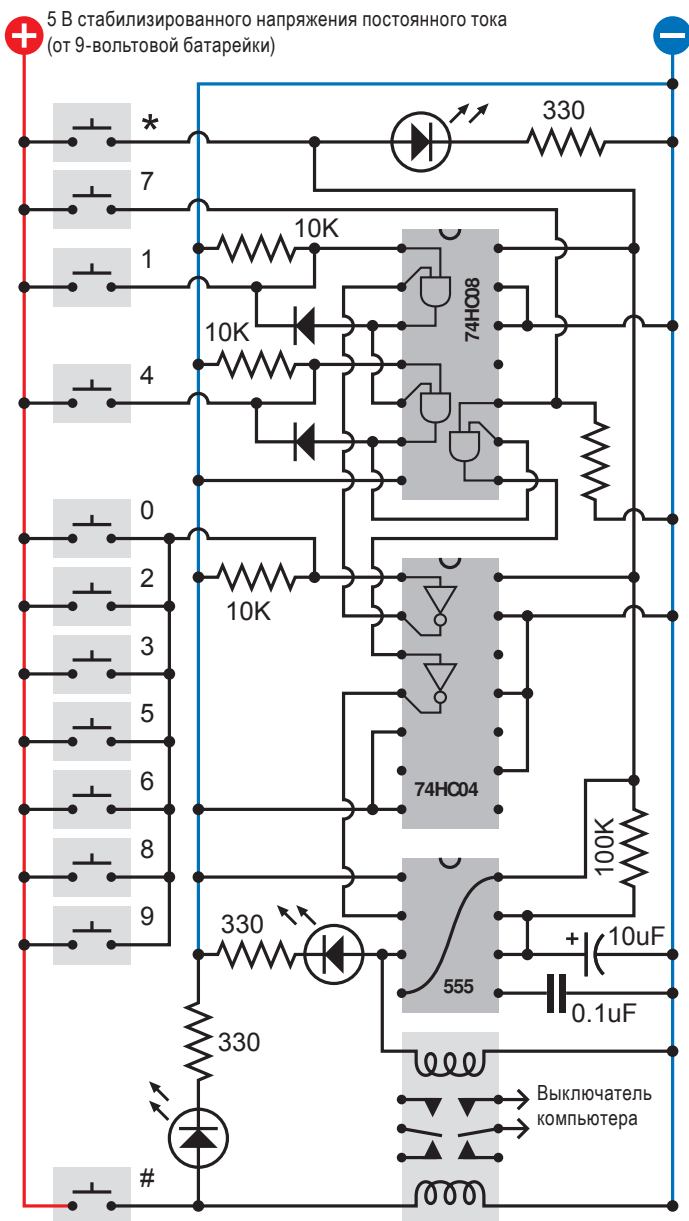 5 В стабилизированного напряжения постоянного тока
(от 9-вольтовой батарейки)
*
330
7
10K
1
74HC08
10K
4
0
2
10K
3
5
6
74HC04
8
100K
9
330
+
10uF
555
0.1uF
330
Выключатель
компьютера
#